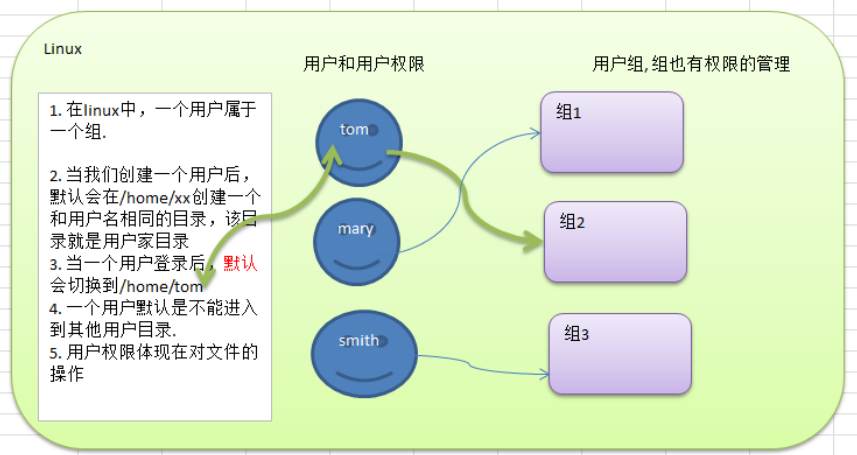 Linux
用户和用户权限
用户组,组也有权限的管理
1. 在linux中，一个用户属于
一个组.
2. 当我们创建一个用户后，
默认会在/home/xx创建一个
和用户名相同的目录，该目
录就是用户家目录
3. 当一个用户登录后，默认
会切换到/home/tom
4. 一个用户默认是不能进入
到其他用户目录.
5. 用户权限体现在对文件的
操作
tom
mary
smith
组1
组2
组3